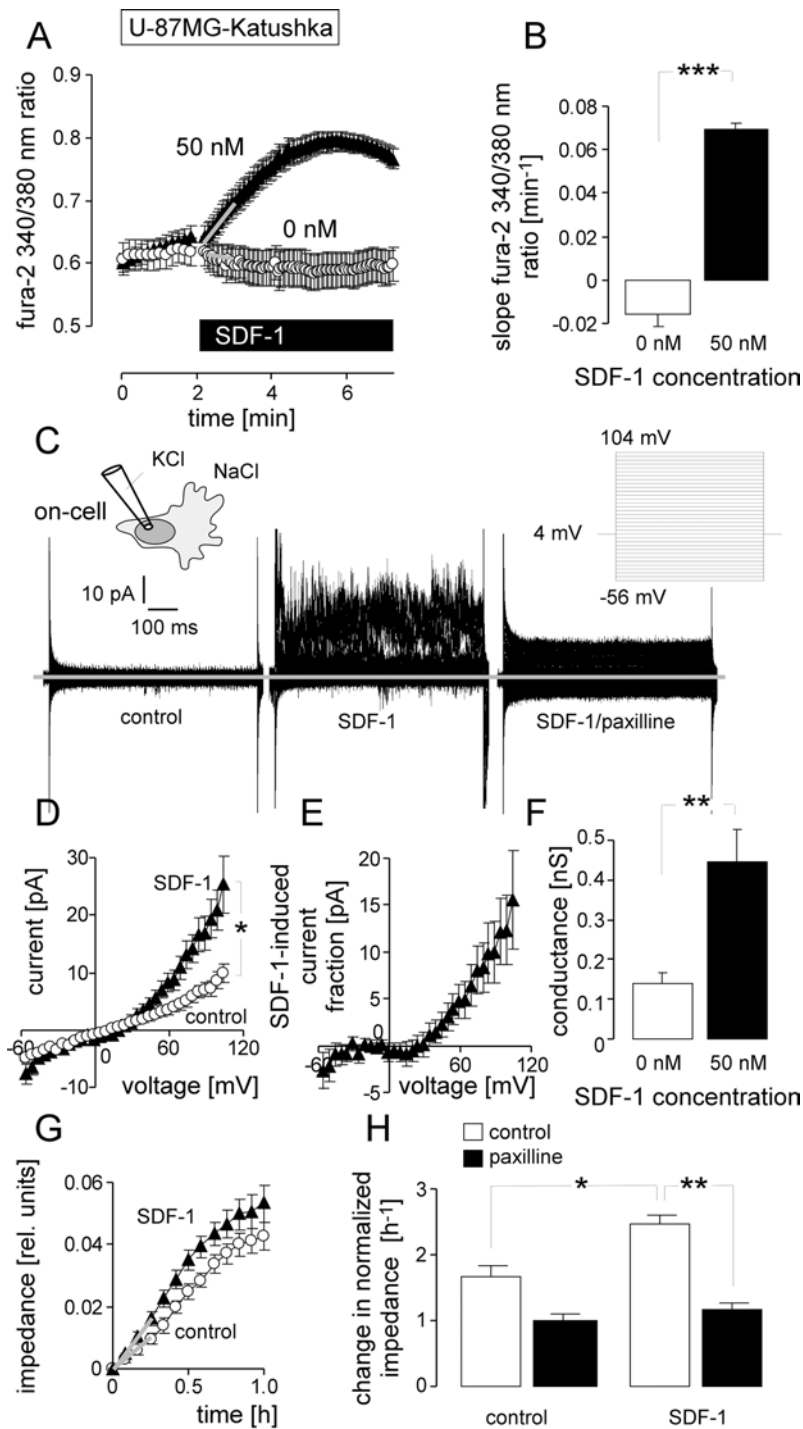 A
U-87MG-Katushka
fura-2 340/380 nm ratio
0.9
0.8
0.7
0.6
0.5
50 nM
0 nM
SDF-1
0
2
4
6
time [min]
B
***
slope fura-2 340/380 nm
ratio [min-1]
0.08
0.06
0.04
0.02
0
-0.02
0 nM
50 nM
SDF-1 concentration
C
KCl
NaCl
on-cell
10 pA
100 ms
104 mV
4 mV
-56 mV
control
SDF-1
SDF-1/paxilline
D
current [pA]
30
20
10
-10
SDF-1
*
control
-60
0
60
120
voltage [mV]
E
SDF-1-induced
current
fraction [pA]
20
15
10
5
0
-5
-6
60
120
voltage [mV]
F
**
conductance [nS]
0.5
0.4
0.3
0.2
0.1
0
0 nM
50 nM
SDF-1 concentration
G
impedance [rel. units]
0.06
0.04
0.02
0
SDF-1
control
0
0.5
1.0
time [h]
H
control
paxilline
change in normalized
impedance [h-1]
3
2
1
0
*
**
control
SDF-1